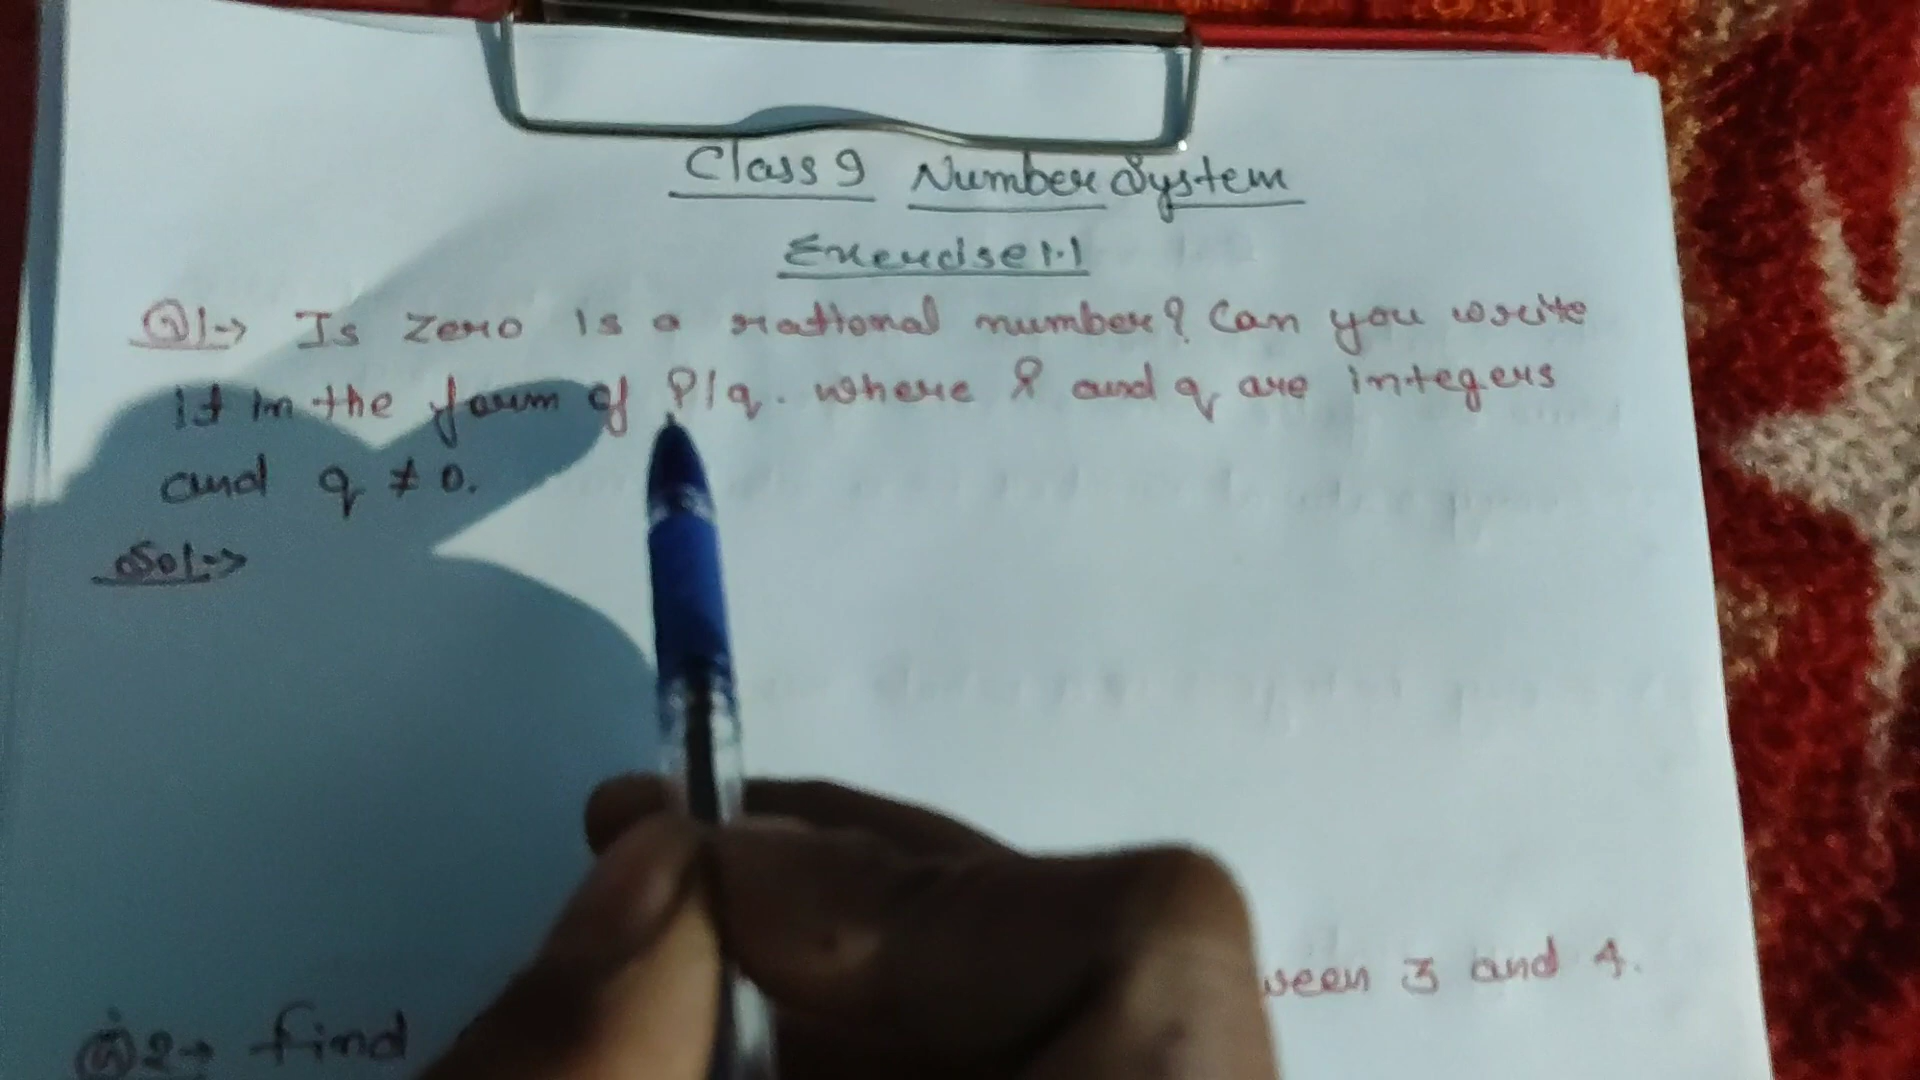 Class 9 Number System
Exercise 1.1
Q1→ Is zero is a rational number? Can you write
it in the form of P/q. where P and q are integers
and q ≠ 0.
Sol:→
Q2→ find ween 3 and 4.